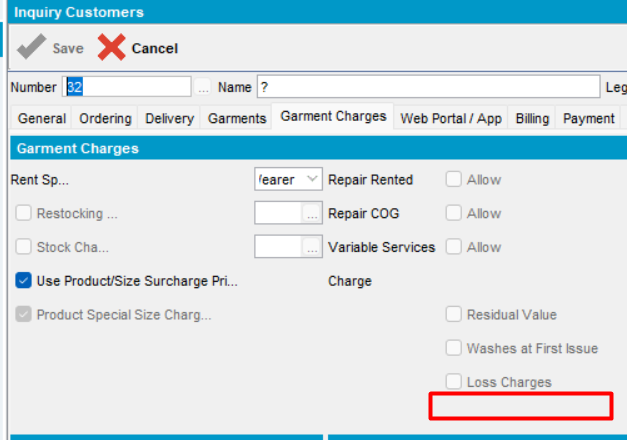 Inquiry Customers
Save Cancel
Number 32 ... Name ? Leg
General Ordering Delivery Garments Garment Charges Web Portal / App Billing Payment
Garment Charges
Rent Sp... /earer Repair Rented Allow
Restocking ... ... Repair COG Allow
Stock Cha... ... Variable Services Allow
Use Product/Size Surcharge Pri... Charge
Product Special Size Charg... Residual Value
Washes at First Issue
Loss Charges